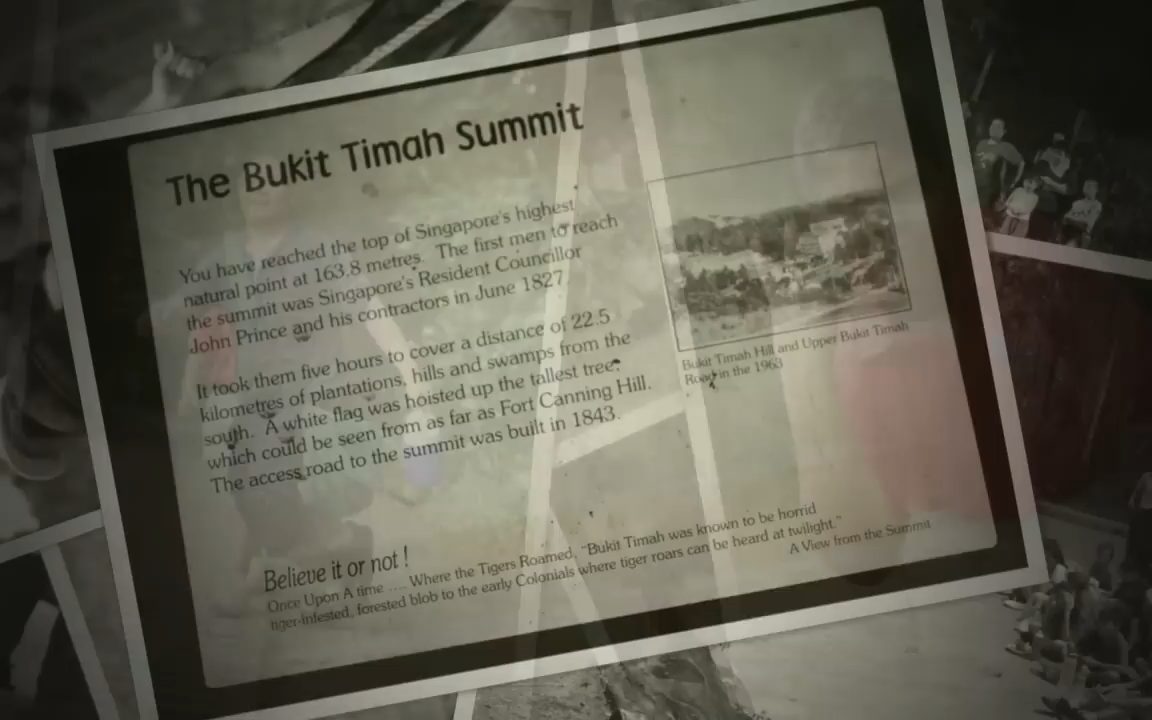 The Bukit Timah Summit
You have reached the top of Singapore's highest
natural point at 163.8 metres. The first men to reach
the summit was Singapore's Resident Councillor
John Prince and his contractors in June 1827.
It took them five hours to cover a distance of 22.5
kilometres of plantations, hills and swamps from the
south. A white flag was hoisted up the tallest tree
which could be seen from as far as Fort Canning Hill.
The access road to the summit was built in 1843.
Bukit Timah Hill and Upper Bukit Timah
Road in the 1963
Believe it or not !
Once Upon A time .... Where the Tigers Roamed. "Bukit Timah was known to be horrid
tiger-infested, forested blob to the early Colonials where tiger roars can be heard at twilight."
A View from the Summit